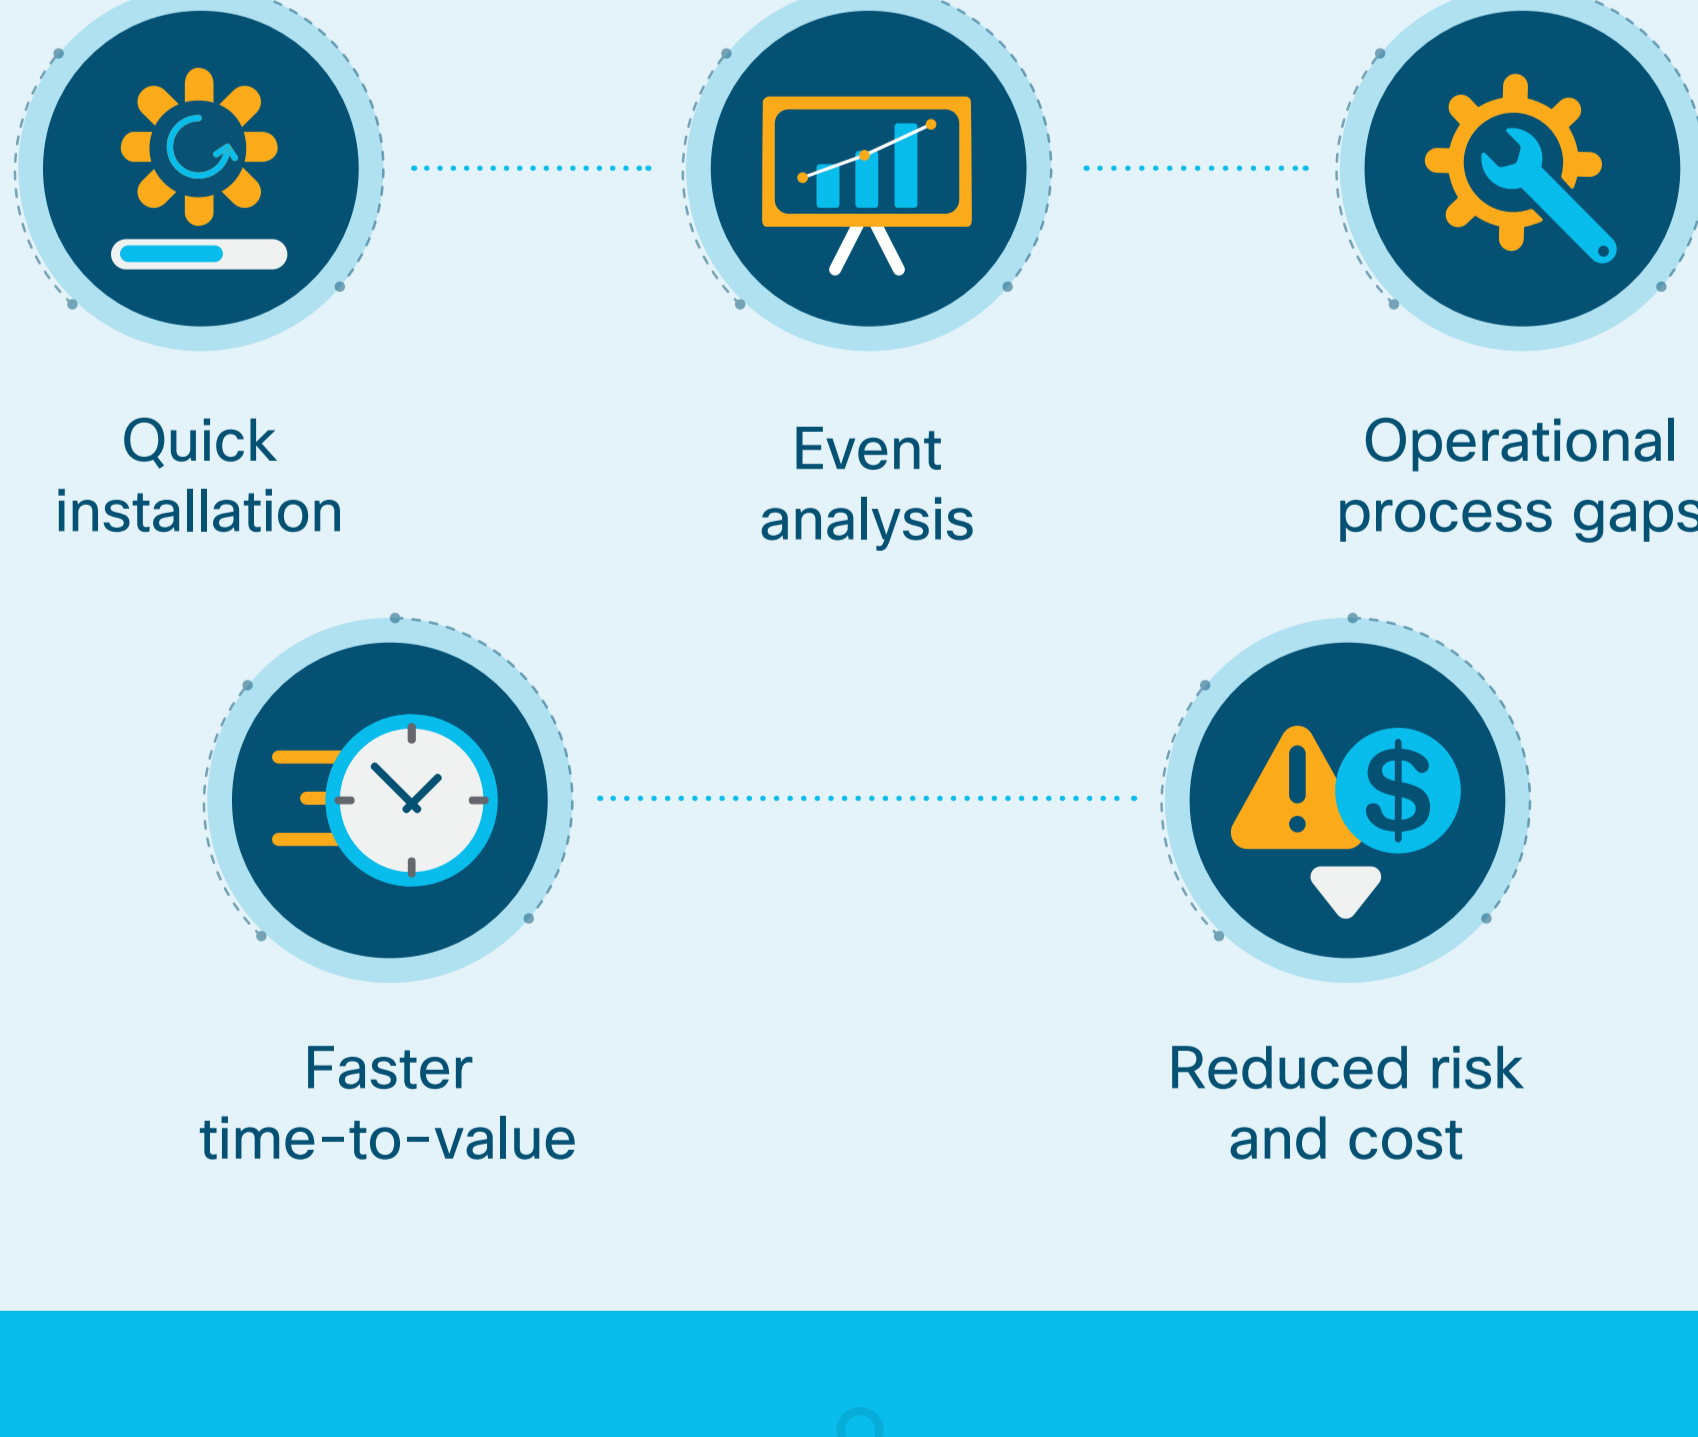 Quick
installation
Event
analysis
Operational
process gaps
Faster
time-to-value
Reduced risk
and cost
$